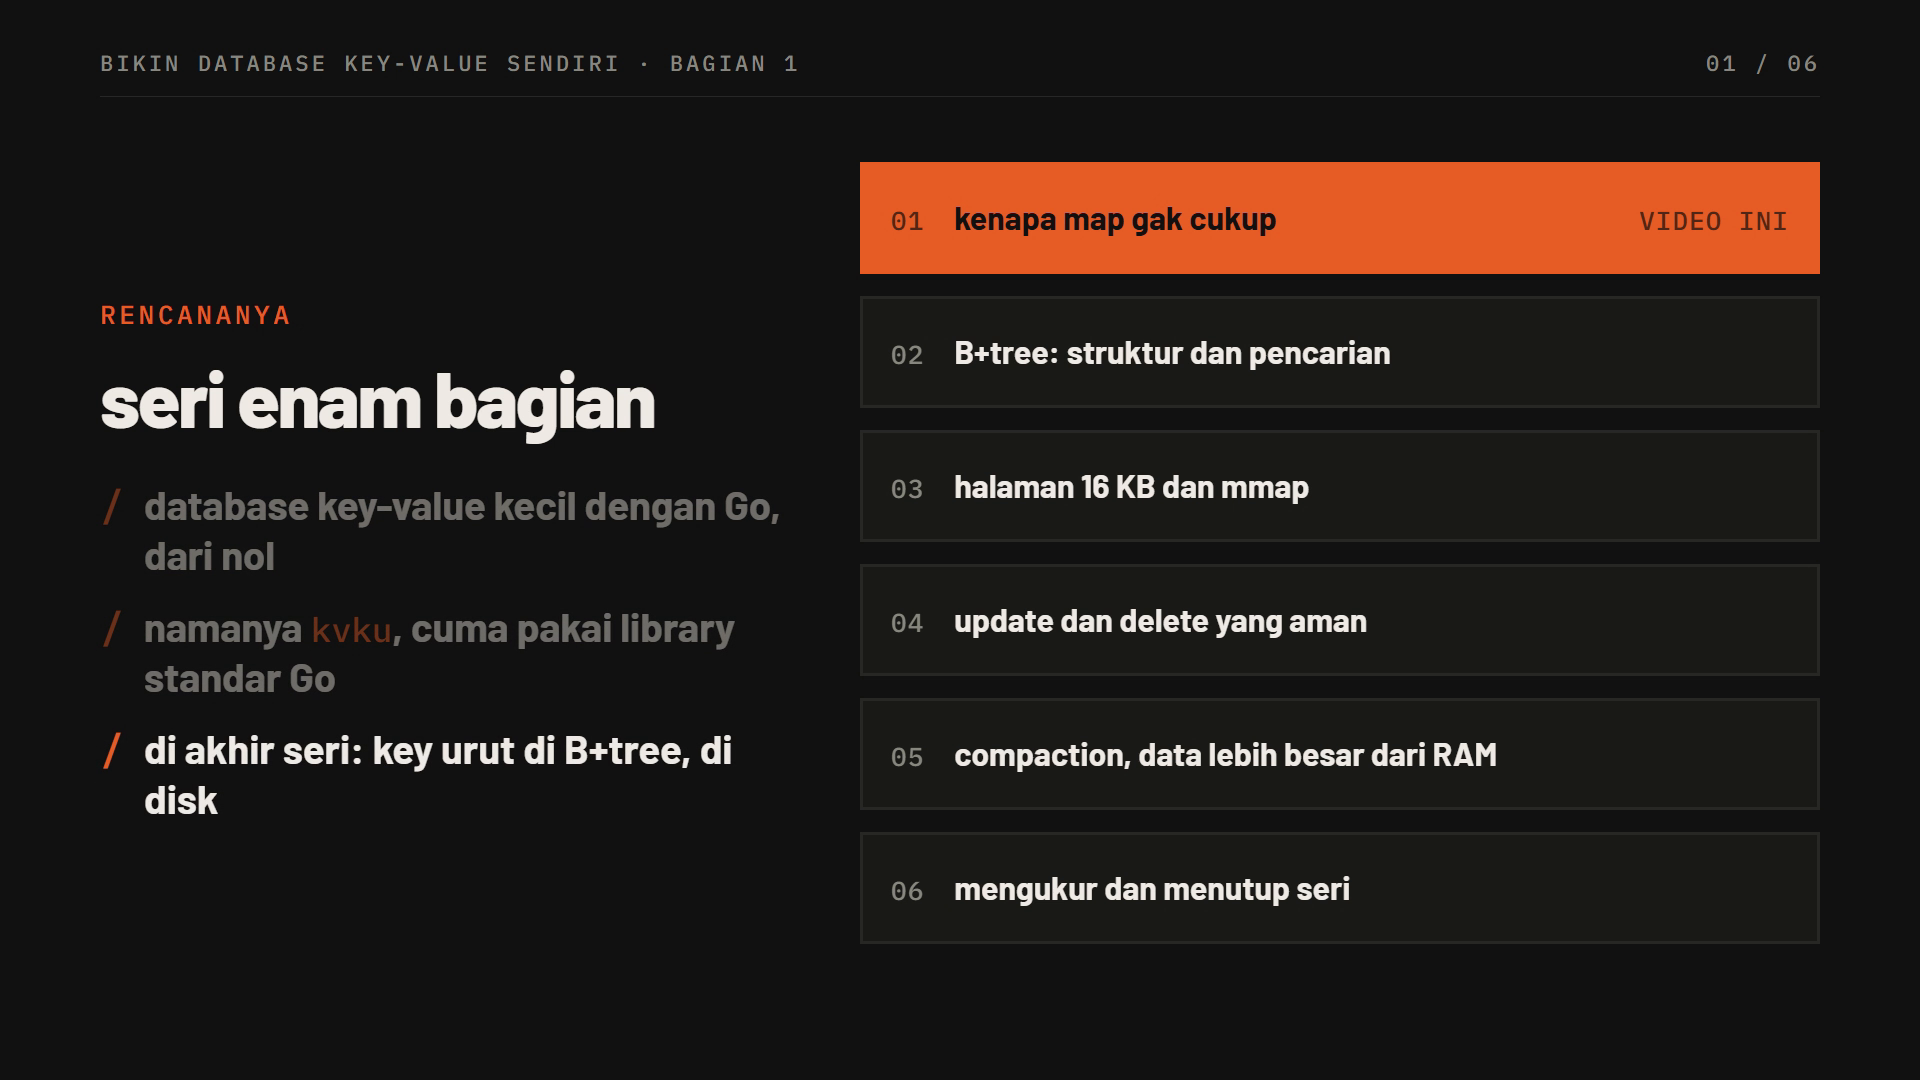 BIKIN DATABASE KEY-VALUE SENDIRI · BAGIAN 1
01 / 06
RENCANANYA
seri enam bagian
/ database key-value kecil dengan Go,
dari nol
/ namanya kvku, cuma pakai library
standar Go
/ di akhir seri: key urut di B+tree, di
disk
01 kenapa map gak cukup VIDEO INI
02 B+tree: struktur dan pencarian
03 halaman 16 KB dan mmap
04 update dan delete yang aman
05 compaction, data lebih besar dari RAM
06 mengukur dan menutup seri